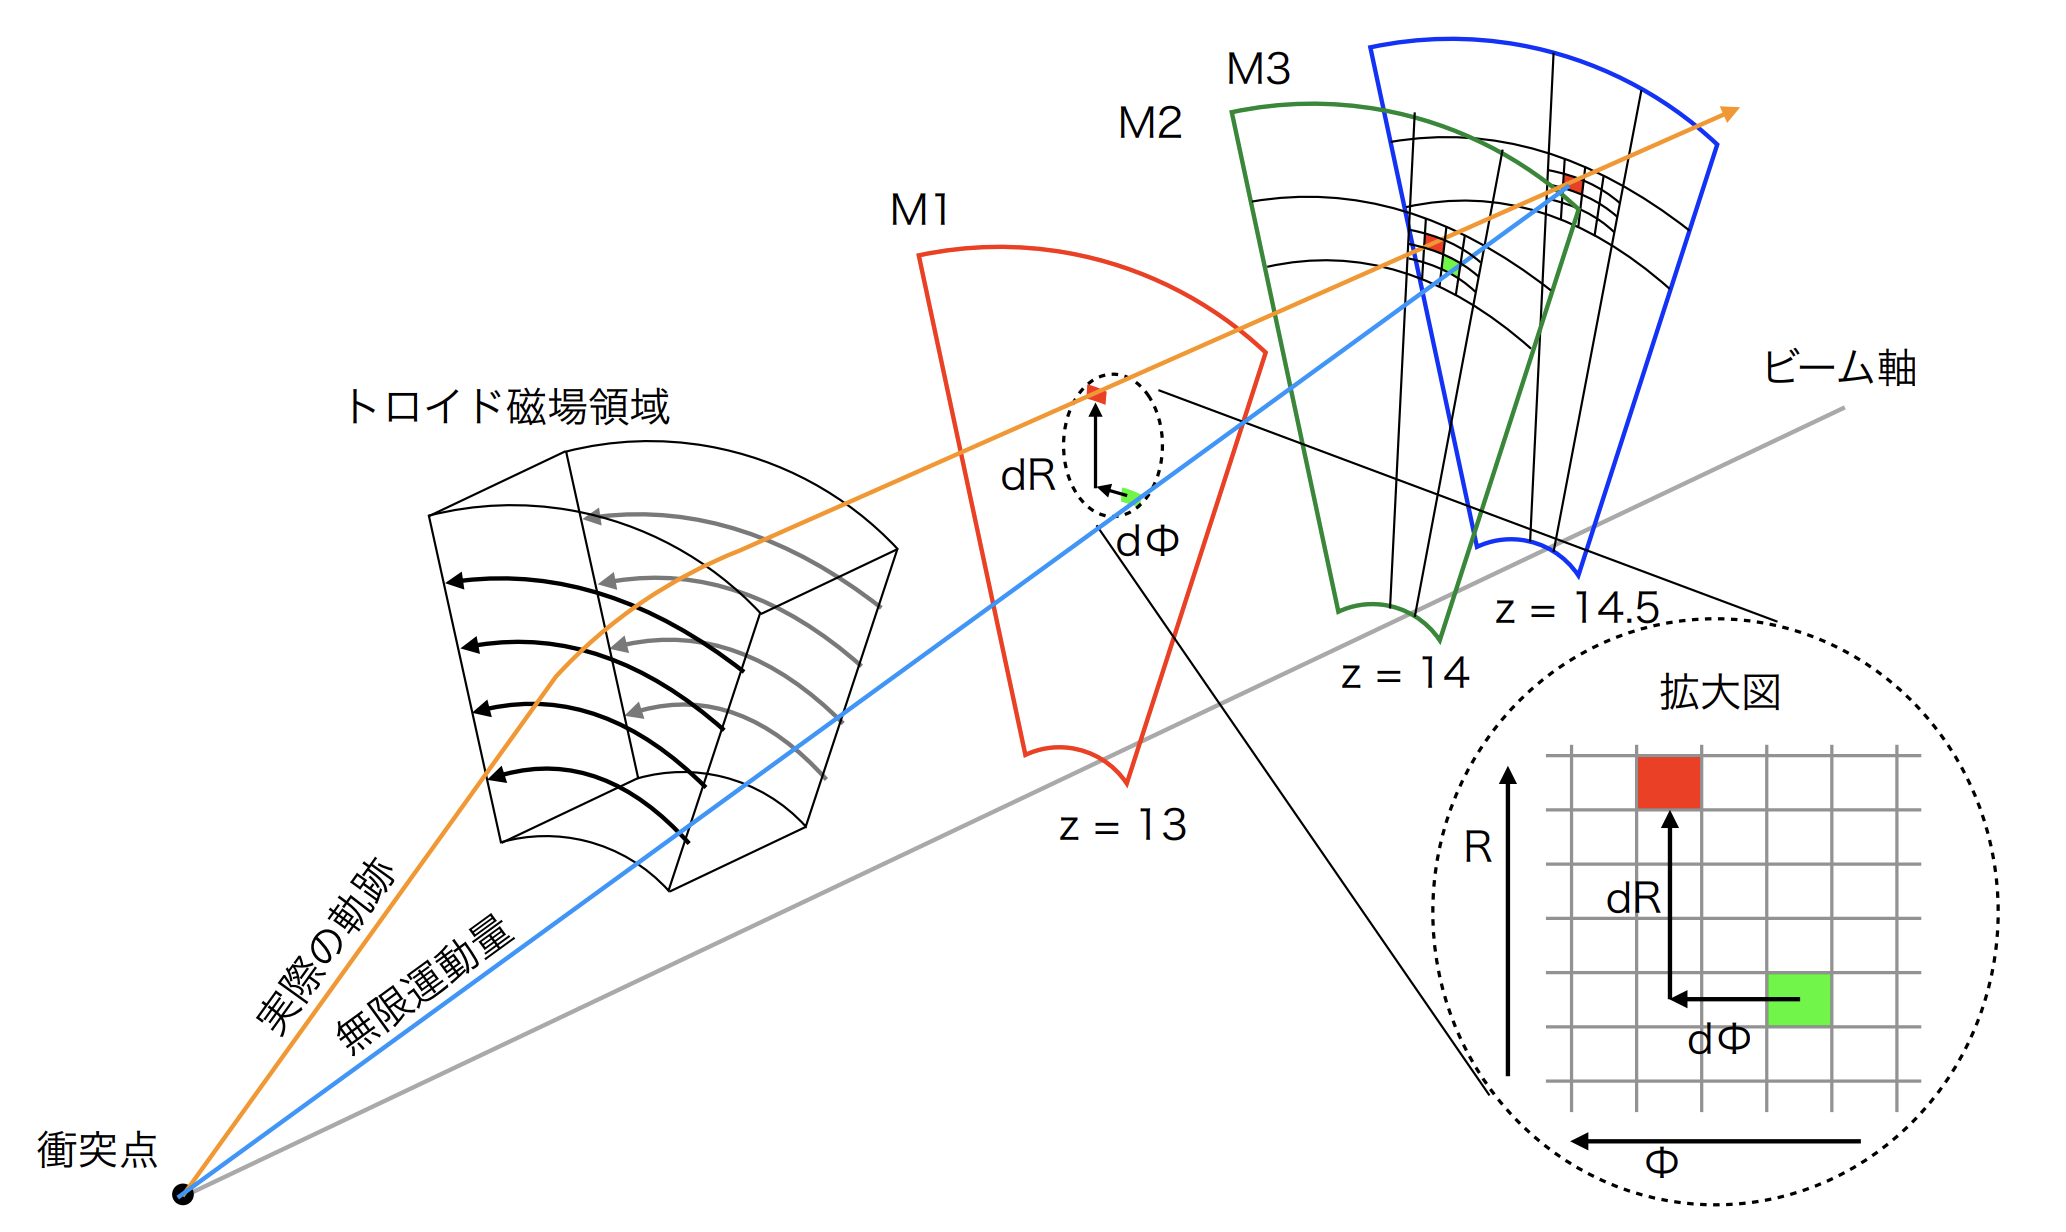 M3
M2
M1
トロイド磁場領域
ビーム軸
dR
dΦ
z = 14.5
z = 14
z = 13
拡大図
R
dR
dΦ
Φ
実際の軌跡
無限運動量
衝突点